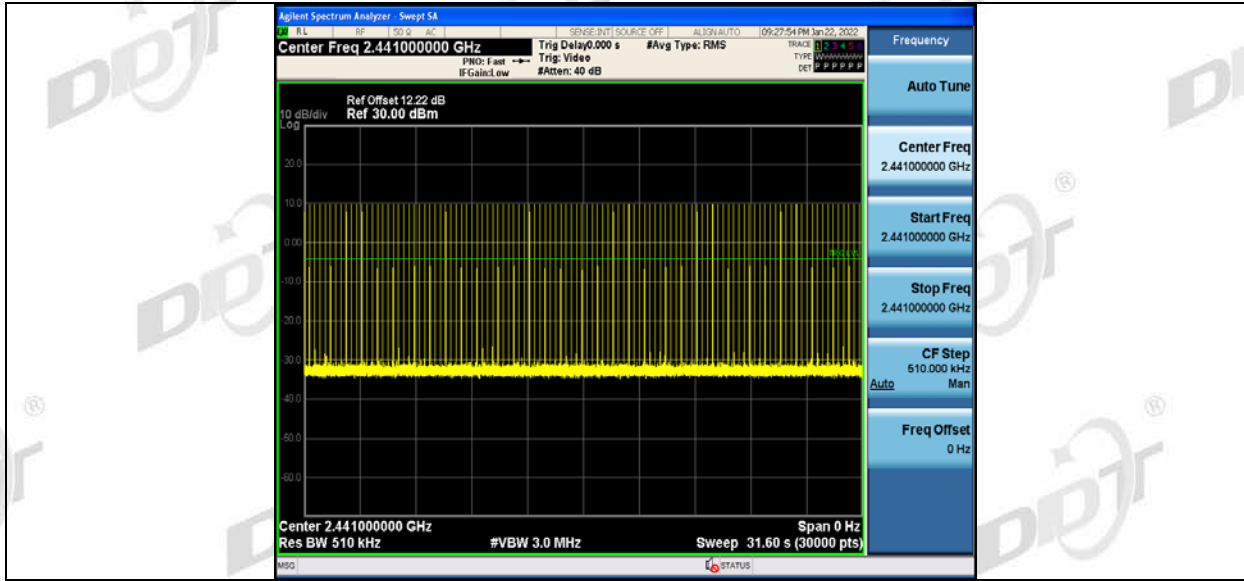 Agilent Spectrum Analyzer - Swept SA
RL RF 50 Ω AC SENSE:INT SOURCE OFF ALIGN AUTO 09:27:54 PM Jan 22, 2022
Center Freq 2.441000000 GHz
Trig Delay0.000 s #Avg Type: RMS
TRACE 1 2 3 4 5 6
PNO: Fast
Trig: Video
TYPE
IFGain:Low
#Atten: 40 dB
DET P P P P P P
Frequency
Ref Offset 12.22 dB
10 dB/div Ref 30.00 dBm
Log
20.0
10.0
0.00
-10.0
-20.0
-30.0
-40.0
-50.0
-60.0
TRIG LVL
Center 2.441000000 GHz Span 0 Hz
Res BW 510 kHz #VBW 3.0 MHz Sweep 31.60 s (30000 pts)
MSG STATUS
Auto Tune
Center Freq
2.441000000 GHz
Start Freq
2.441000000 GHz
Stop Freq
2.441000000 GHz
CF Step
510.000 kHz
Auto Man
Freq Offset
0 Hz
DDT
®